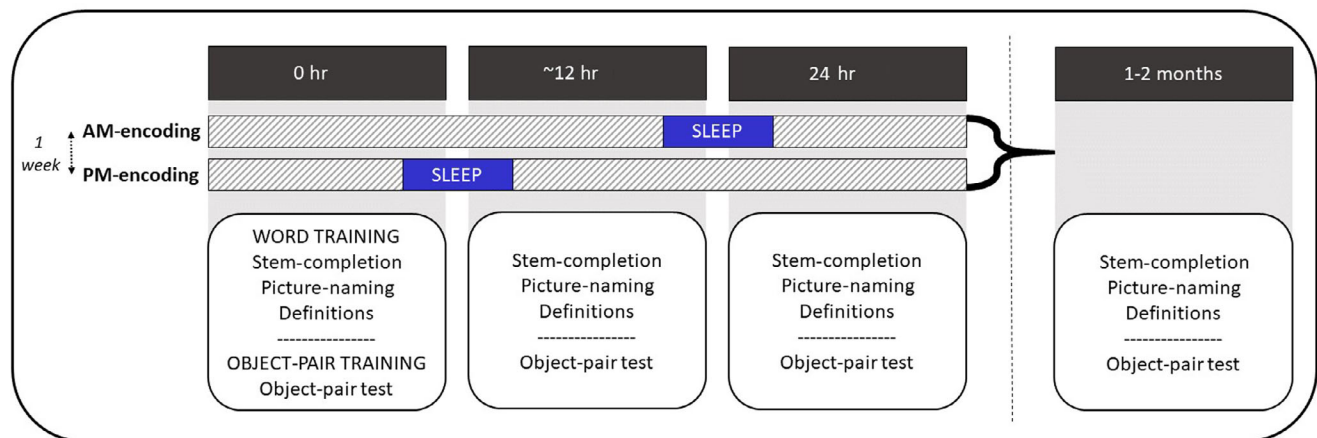 0 hr
~12 hr
24 hr
1-2 months
1
week
AM-encoding
SLEEP
PM-encoding
SLEEP
WORD TRAINING
Stem-completion
Picture-naming
Definitions
----------------
OBJECT-PAIR TRAINING
Object-pair test
Stem-completion
Picture-naming
Definitions
----------------
Object-pair test
Stem-completion
Picture-naming
Definitions
----------------
Object-pair test
Stem-completion
Picture-naming
Definitions
----------------
Object-pair test